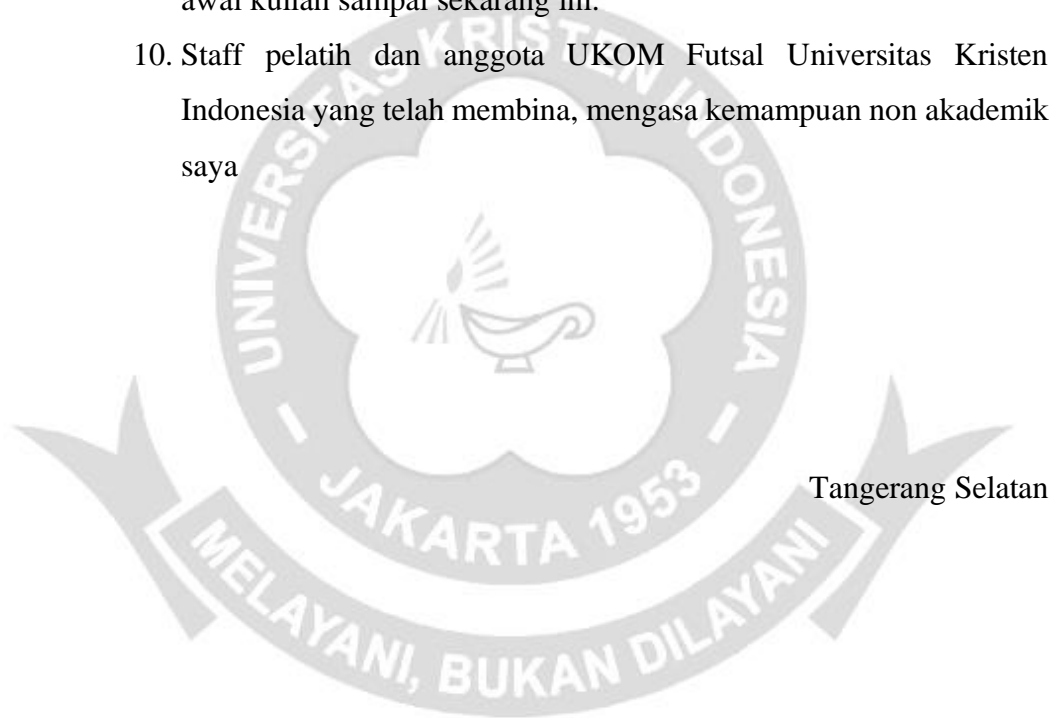 awal kuliah sampai sekarang ini.
10. Staff pelatih dan anggota UKOM Futsal Universitas Kristen
Indonesia yang telah membina, mengasa kemampuan non akademik
saya
UNIVERSITAS KRISTEN INDONESIA
- JAKARTA 1953 -
Tangerang Selatan
MELAYANI, BUKAN DILAYANI